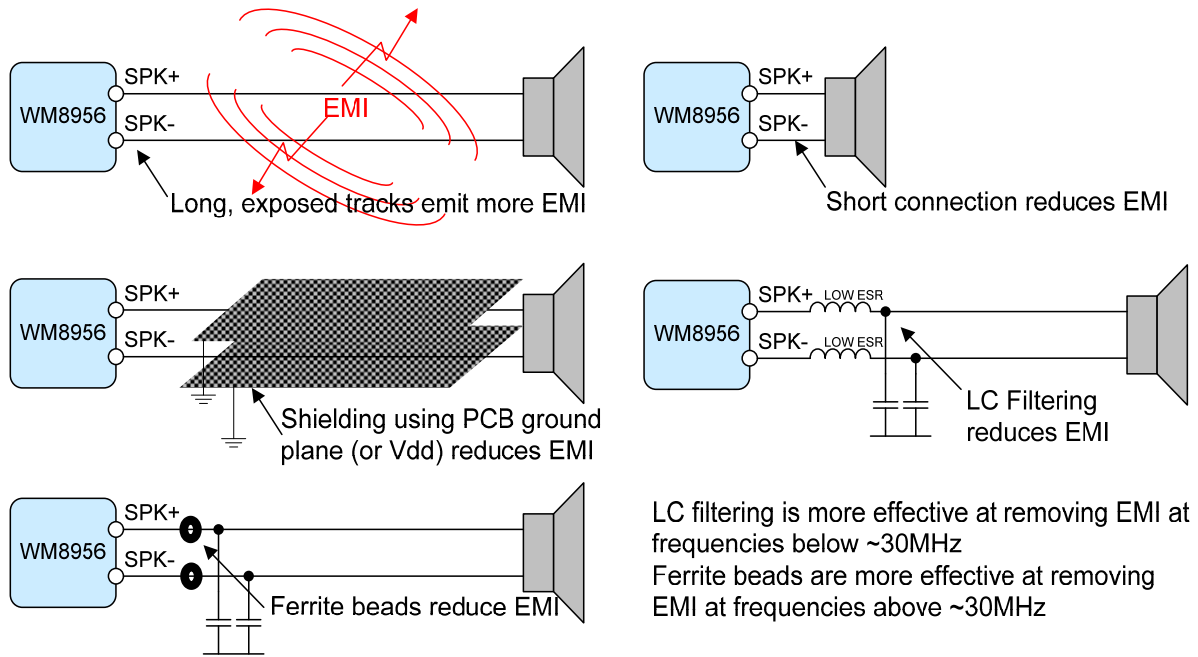 SPK+
WM8956
EMI
SPK-
Long, exposed tracks emit more EMI
SPK+
WM8956
SPK-
Short connection reduces EMI
SPK+
WM8956
SPK-
Shielding using PCB ground
plane (or Vdd) reduces EMI
SPK+
LOW ESR
WM8956
SPK-
LOW ESR
LC Filtering
reduces EMI
SPK+
WM8956
SPK-
Ferrite beads reduce EMI
LC filtering is more effective at removing EMI at
frequencies below ~30MHz
Ferrite beads are more effective at removing
EMI at frequencies above ~30MHz